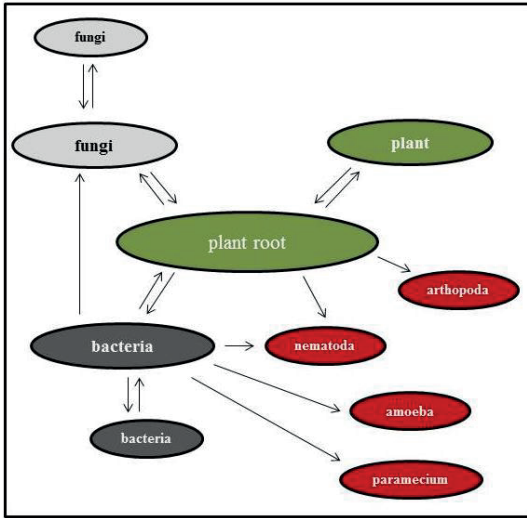 fungi
fungi
plant
plant root
arthopoda
bacteria
nematoda
amoeba
bacteria
paramecium